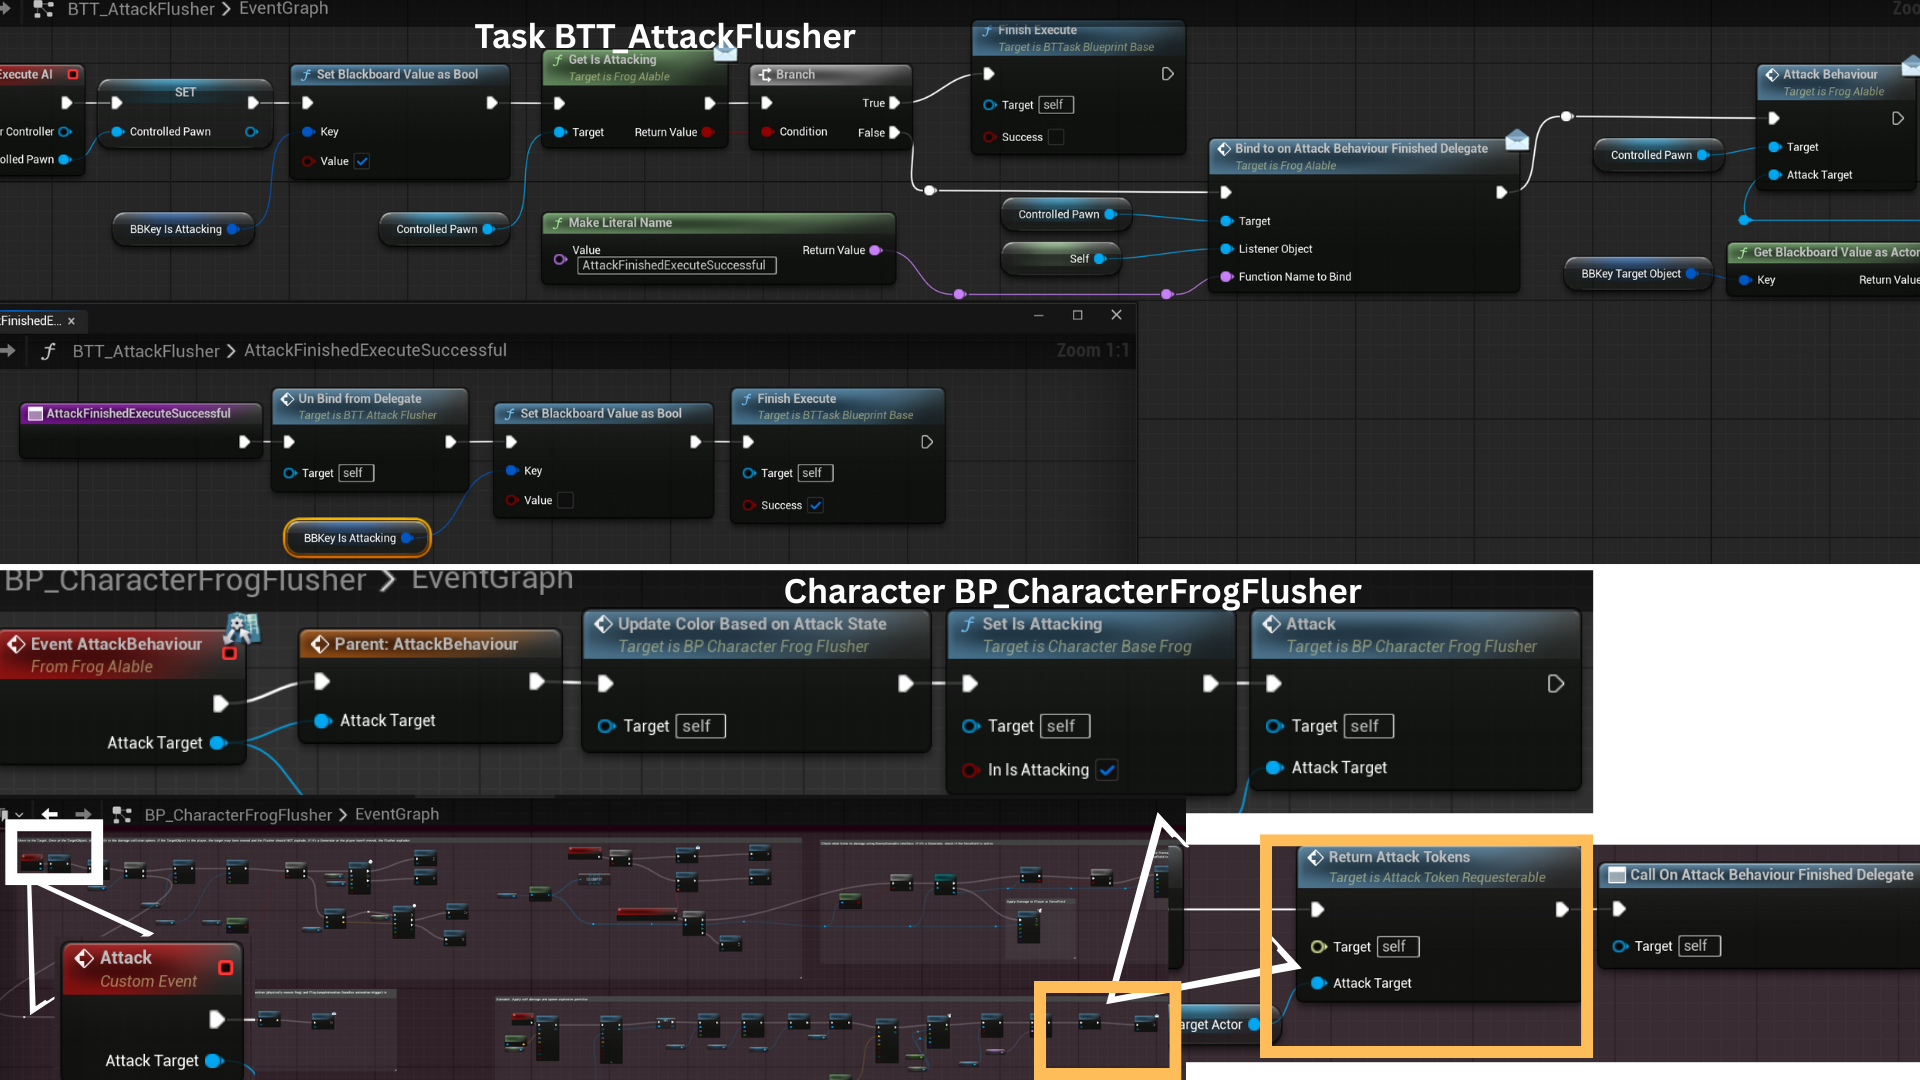 BTT_AttackFlusher > EventGraph
Zoo
Task BTT_AttackFlusher
Execute AI
r Controller
olled Pawn
SET
Controlled Pawn
Set Blackboard Value as Bool
Key
Value
BBKey Is Attacking
Get Is Attacking
Target is Frog AIable
Target
Return Value
Controlled Pawn
Branch
Condition
True
False
Finish Execute
Target is BTTask Blueprint Base
Target self
Success
Make Literal Name
Value
AttackFinishedExecuteSuccessful
Return Value
Controlled Pawn
Self
Bind to on Attack Behaviour Finished Delegate
Target is Frog AIable
Target
Listener Object
Function Name to Bind
Controlled Pawn
Attack Behaviour
Target is Frog AIable
Target
Attack Target
BBKey Target Object
Get Blackboard Value as Actor
Key
Return Value
kFinishedE...
BTT_AttackFlusher > AttackFinishedExecuteSuccessful
Zoom 1:1
AttackFinishedExecuteSuccessful
Un Bind from Delegate
Target is BTT Attack Flusher
Target self
BBKey Is Attacking
Set Blackboard Value as Bool
Key
Value
Finish Execute
Target is BTTask Blueprint Base
Target self
Success
BP_CharacterFrogFlusher > EventGraph
Character BP_CharacterFrogFlusher
Event AttackBehaviour
From Frog AIable
Attack Target
Parent: AttackBehaviour
Attack Target
Update Color Based on Attack State
Target is BP Character Frog Flusher
Target self
Set Is Attacking
Target is Character Base Frog
Target self
In Is Attacking
Attack
Target is BP Character Frog Flusher
Target self
Attack Target
BP_CharacterFrogFlusher > EventGraph
Attack
Custom Event
Attack Target
arget Actor
Return Attack Tokens
Target is Attack Token Requesterable
Target self
Attack Target
Call On Attack Behaviour Finished Delegate
Target self